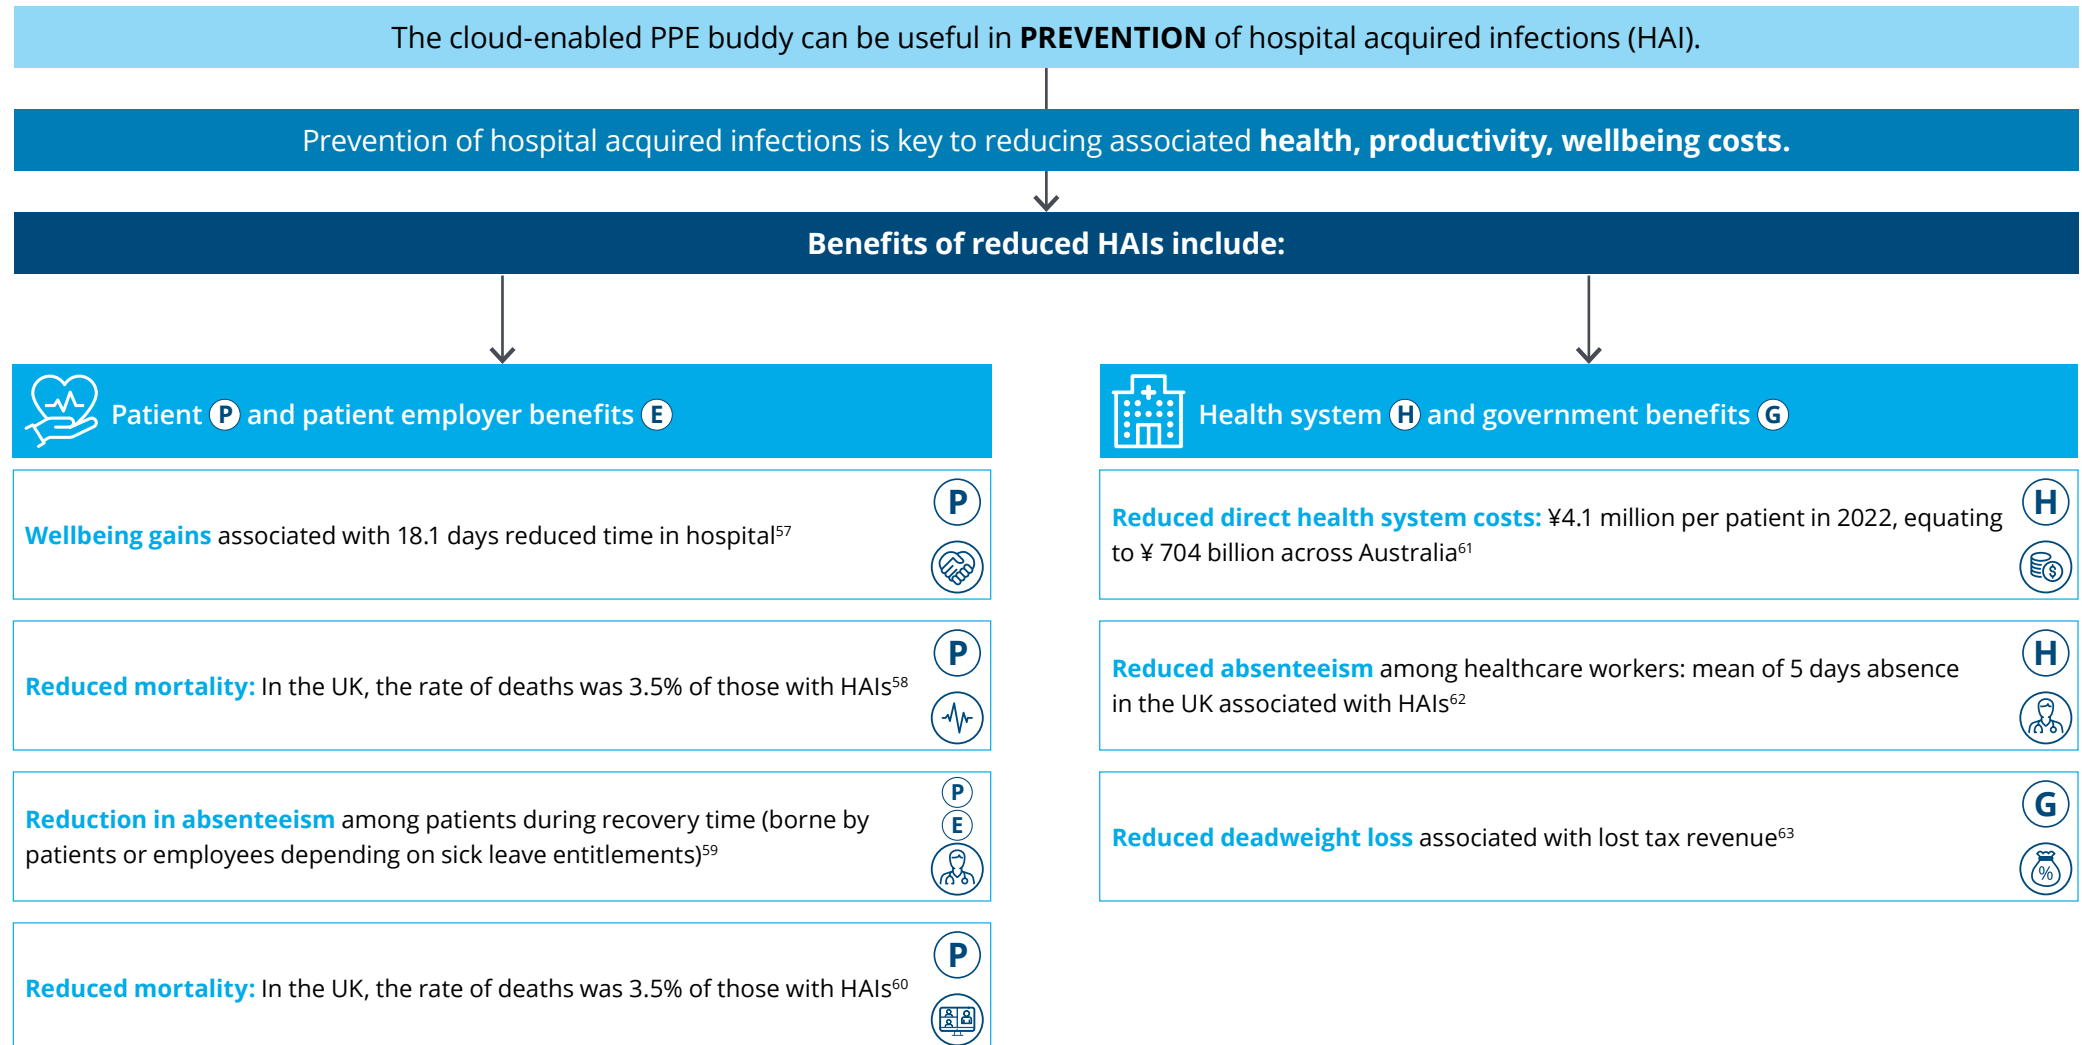 The cloud-enabled PPE buddy can be useful in PREVENTION of hospital acquired infections (HAI).
Prevention of hospital acquired infections is key to reducing associated health, productivity, wellbeing costs.
Benefits of reduced HAIs include:
Patient P and patient employer benefits E
Wellbeing gains associated with 18.1 days reduced time in hospital57
P
Reduced mortality: In the UK, the rate of deaths was 3.5% of those with HAIs58
P
Reduction in absenteeism among patients during recovery time (borne by
patients or employees depending on sick leave entitlements)59
P
E
Reduced mortality: In the UK, the rate of deaths was 3.5% of those with HAIs60
P
Health system H and government benefits G
Reduced direct health system costs: ¥4.1 million per patient in 2022, equating
to ¥ 704 billion across Australia61
H
$
Reduced absenteeism among healthcare workers: mean of 5 days absence
in the UK associated with HAIs62
H
Reduced deadweight loss associated with lost tax revenue63
G
%